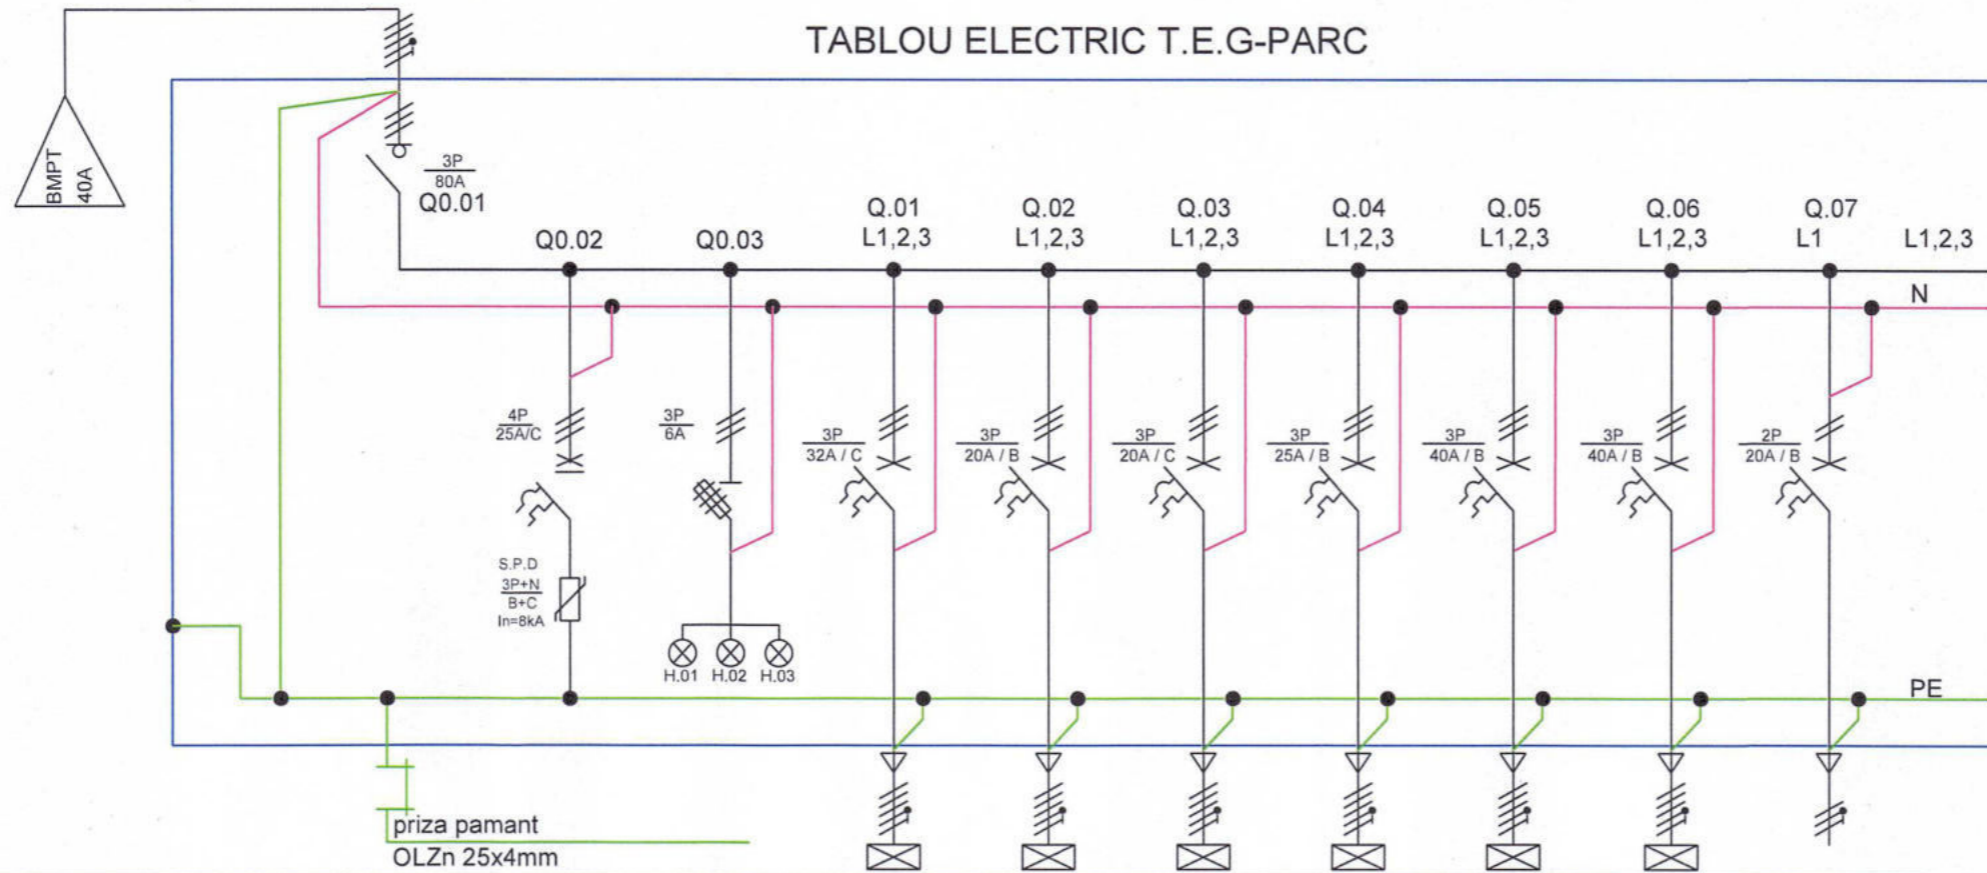 TABLOU ELECTRIC T.E.G-PARC
BMPT
40A
3P
80A
Q0.01
Q0.02
Q0.03
Q.01
L1,2,3
Q.02
L1,2,3
Q.03
L1,2,3
Q.04
L1,2,3
Q.05
L1,2,3
Q.06
L1,2,3
Q.07
L1
L1,2,3
N
4P
25A/C
3P
6A
3P
32A / C
3P
20A / B
3P
20A / C
3P
25A / B
3P
40A / B
3P
40A / B
2P
20A / B
S.P.D
3P+N
B+C
In=8kA
H.01 H.02 H.03
PE
priza pamant
OLZn 25x4mm